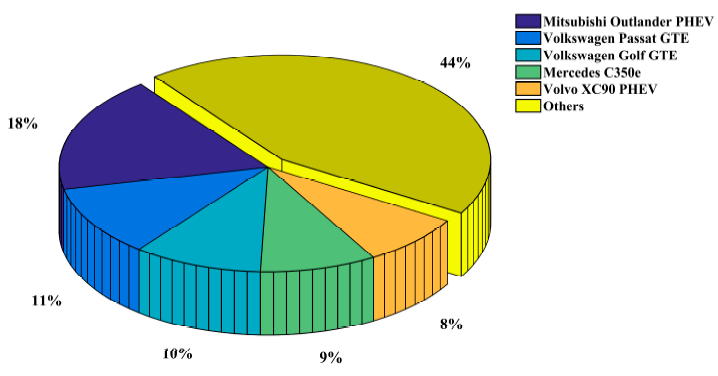 Mitsubishi Outlander PHEV
Volkswagen Passat GTE
Volkswagen Golf GTE
Mercedes C350e
Volvo XC90 PHEV
Others
44%
18%
11%
10%
9%
8%